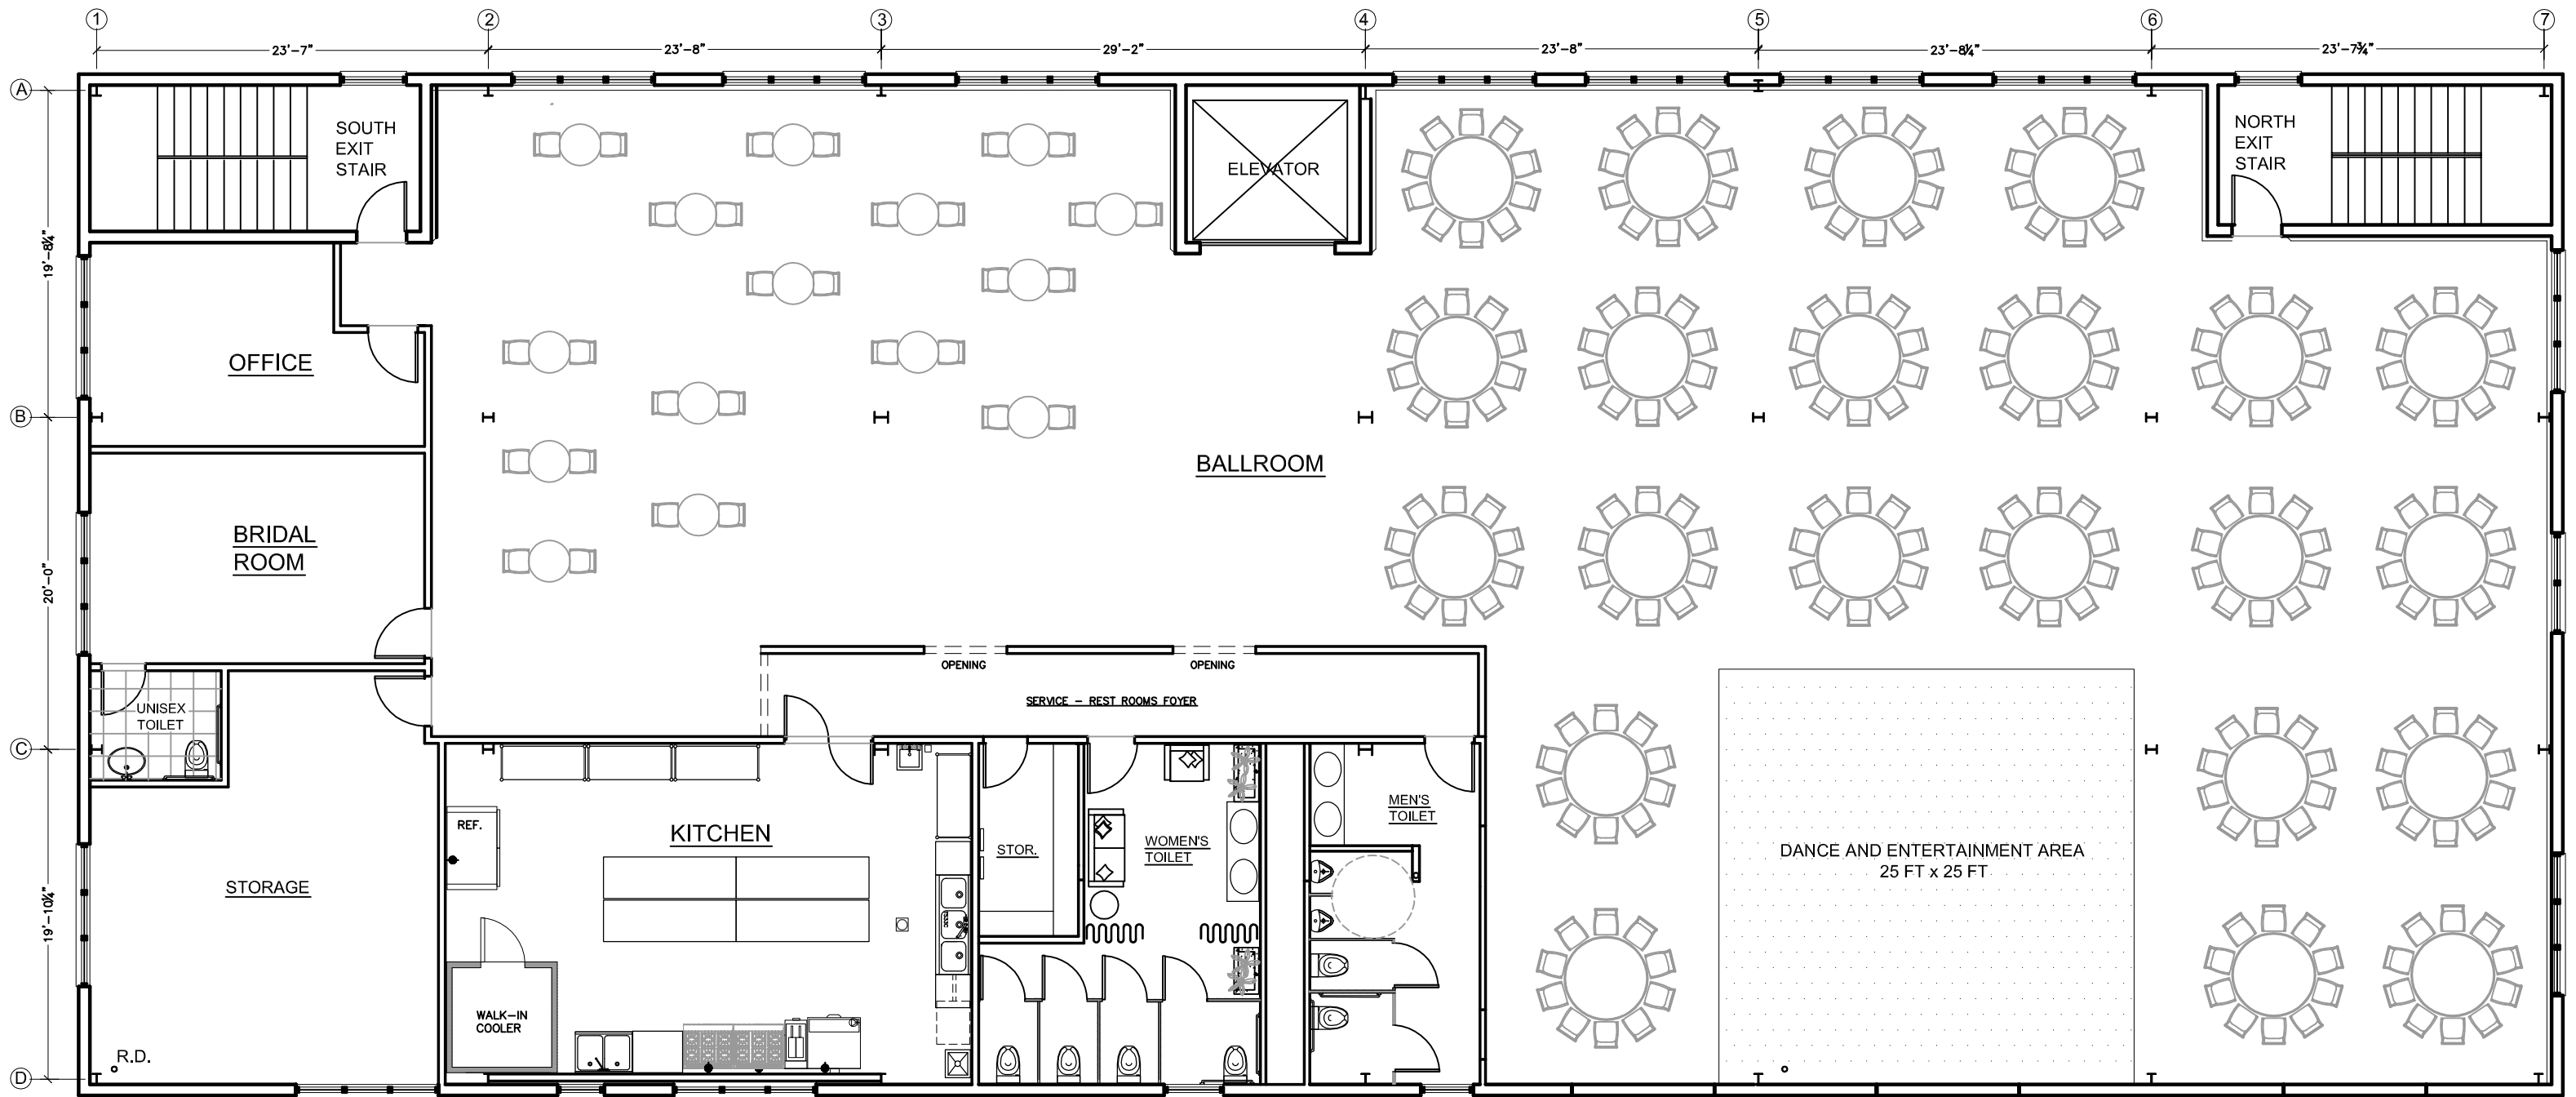 1
2
3
4
5
6
7
23'-7"
23'-8"
29'-2"
23'-8"
23'-8¼"
23'-7¾"
A
B
C
D
19'-8¼"
20'-0"
19'-10¼"
SOUTH
EXIT
STAIR
ELEVATOR
NORTH
EXIT
STAIR
OFFICE
BALLROOM
BRIDAL
ROOM
OPENING
OPENING
SERVICE - REST ROOMS FOYER
UNISEX
TOILET
REF.
KITCHEN
STOR.
WOMEN'S
TOILET
MEN'S
TOILET
DANCE AND ENTERTAINMENT AREA
25 FT x 25 FT
STORAGE
WALK-IN
COOLER
R.D.